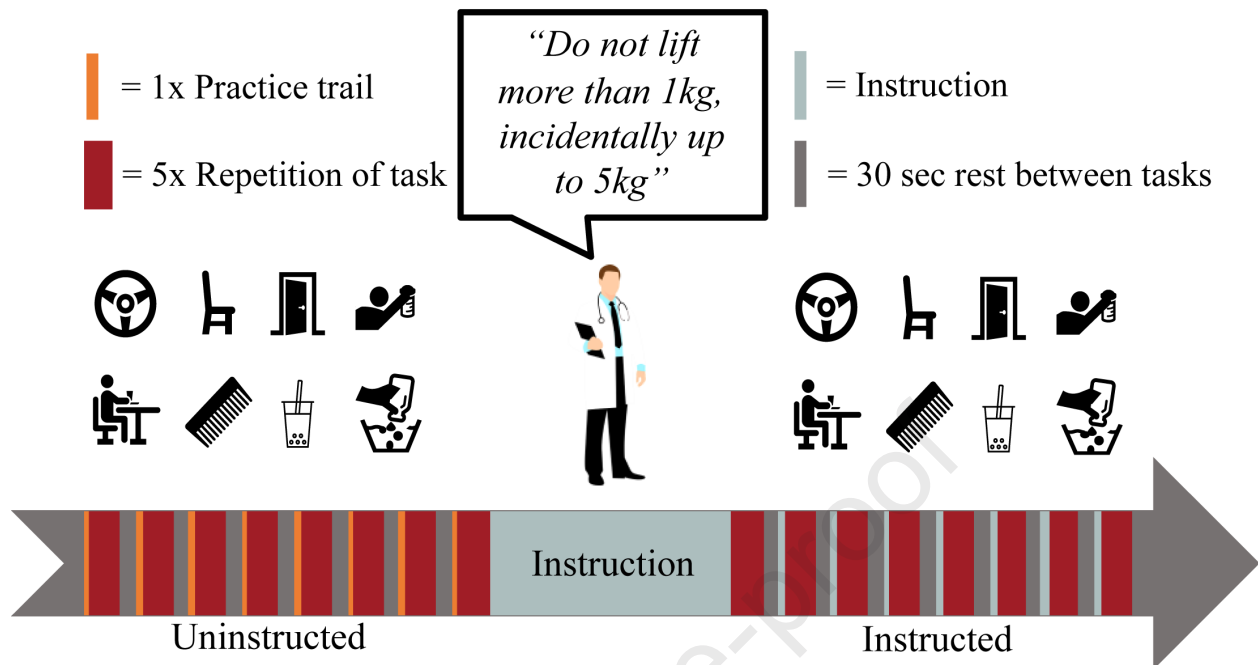 = 1x Practice trail
= 5x Repetition of task
“Do not lift
more than 1kg,
incidentally up
to 5kg”
= Instruction
= 30 sec rest between tasks
Instruction
Uninstructed
Instructed
e-proof